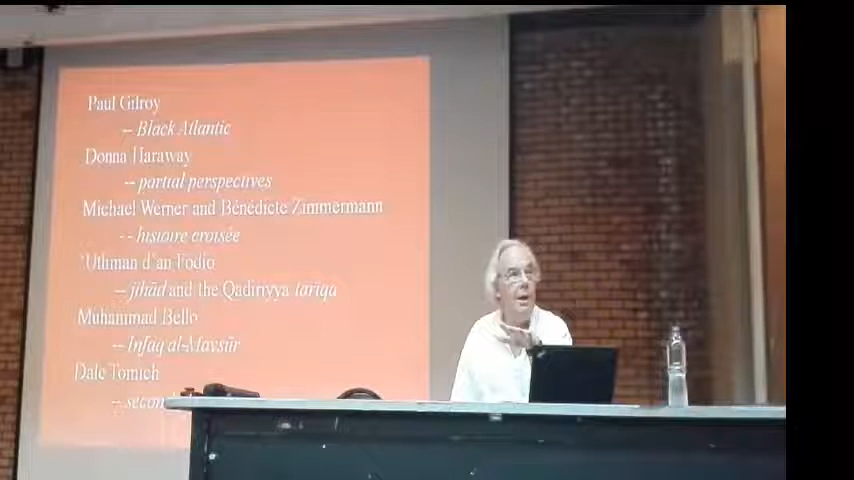 Paul Gilroy
– Black Atlantic
Donna Haraway
– partial perspectives
Michael Werner and Bénédicte Zimmermann
– histoire croisée
'Uthman d'an Fodio
– jihād and the Qadiriyya tariqa
Muhammad Bello
– Infaq al-Maysūr
Dale Tomich
– secon